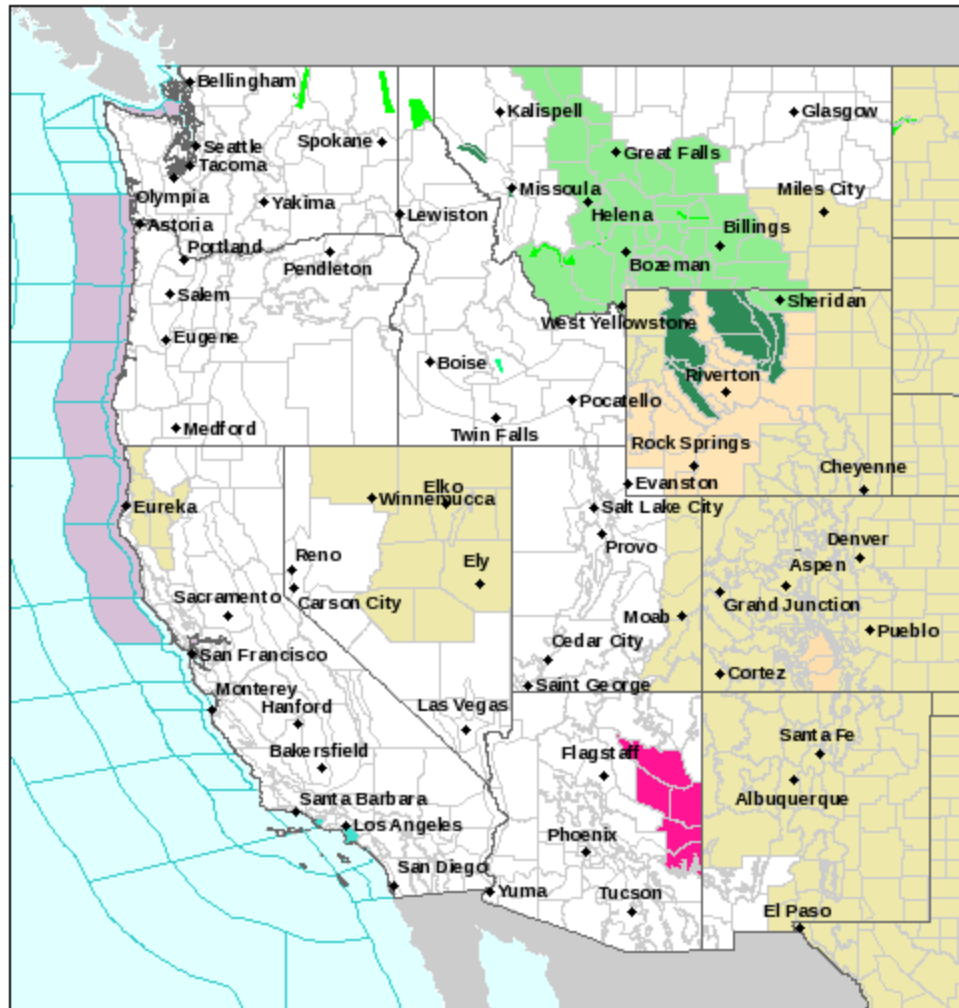 Bellingham
Kalispell
Glasgow
Spokane
Seattle
Great Falls
Tacoma
Missoula
Miles City
Olympia
Yakima
Lewiston
Helena
Astoria
Billings
Portland
Pendleton
Bozeman
Salem
Sheridan
West Yellowstone
Eugene
Boise
Riverton
Pocatello
Medford
Twin Falls
Rock Springs
Cheyenne
Evanston
Elko
Winnemucca
Eureka
Salt Lake City
Denver
Provo
Reno
Ely
Aspen
Sacramento
Carson City
Grand Junction
Moab
Pueblo
Cedar City
San Francisco
Cortez
Saint George
Monterey
Hanford
Las Vegas
Santa Fe
Bakersfield
Flagstaff
Albuquerque
Santa Barbara
Los Angeles
Phoenix
San Diego
Yuma
Tucson
El Paso